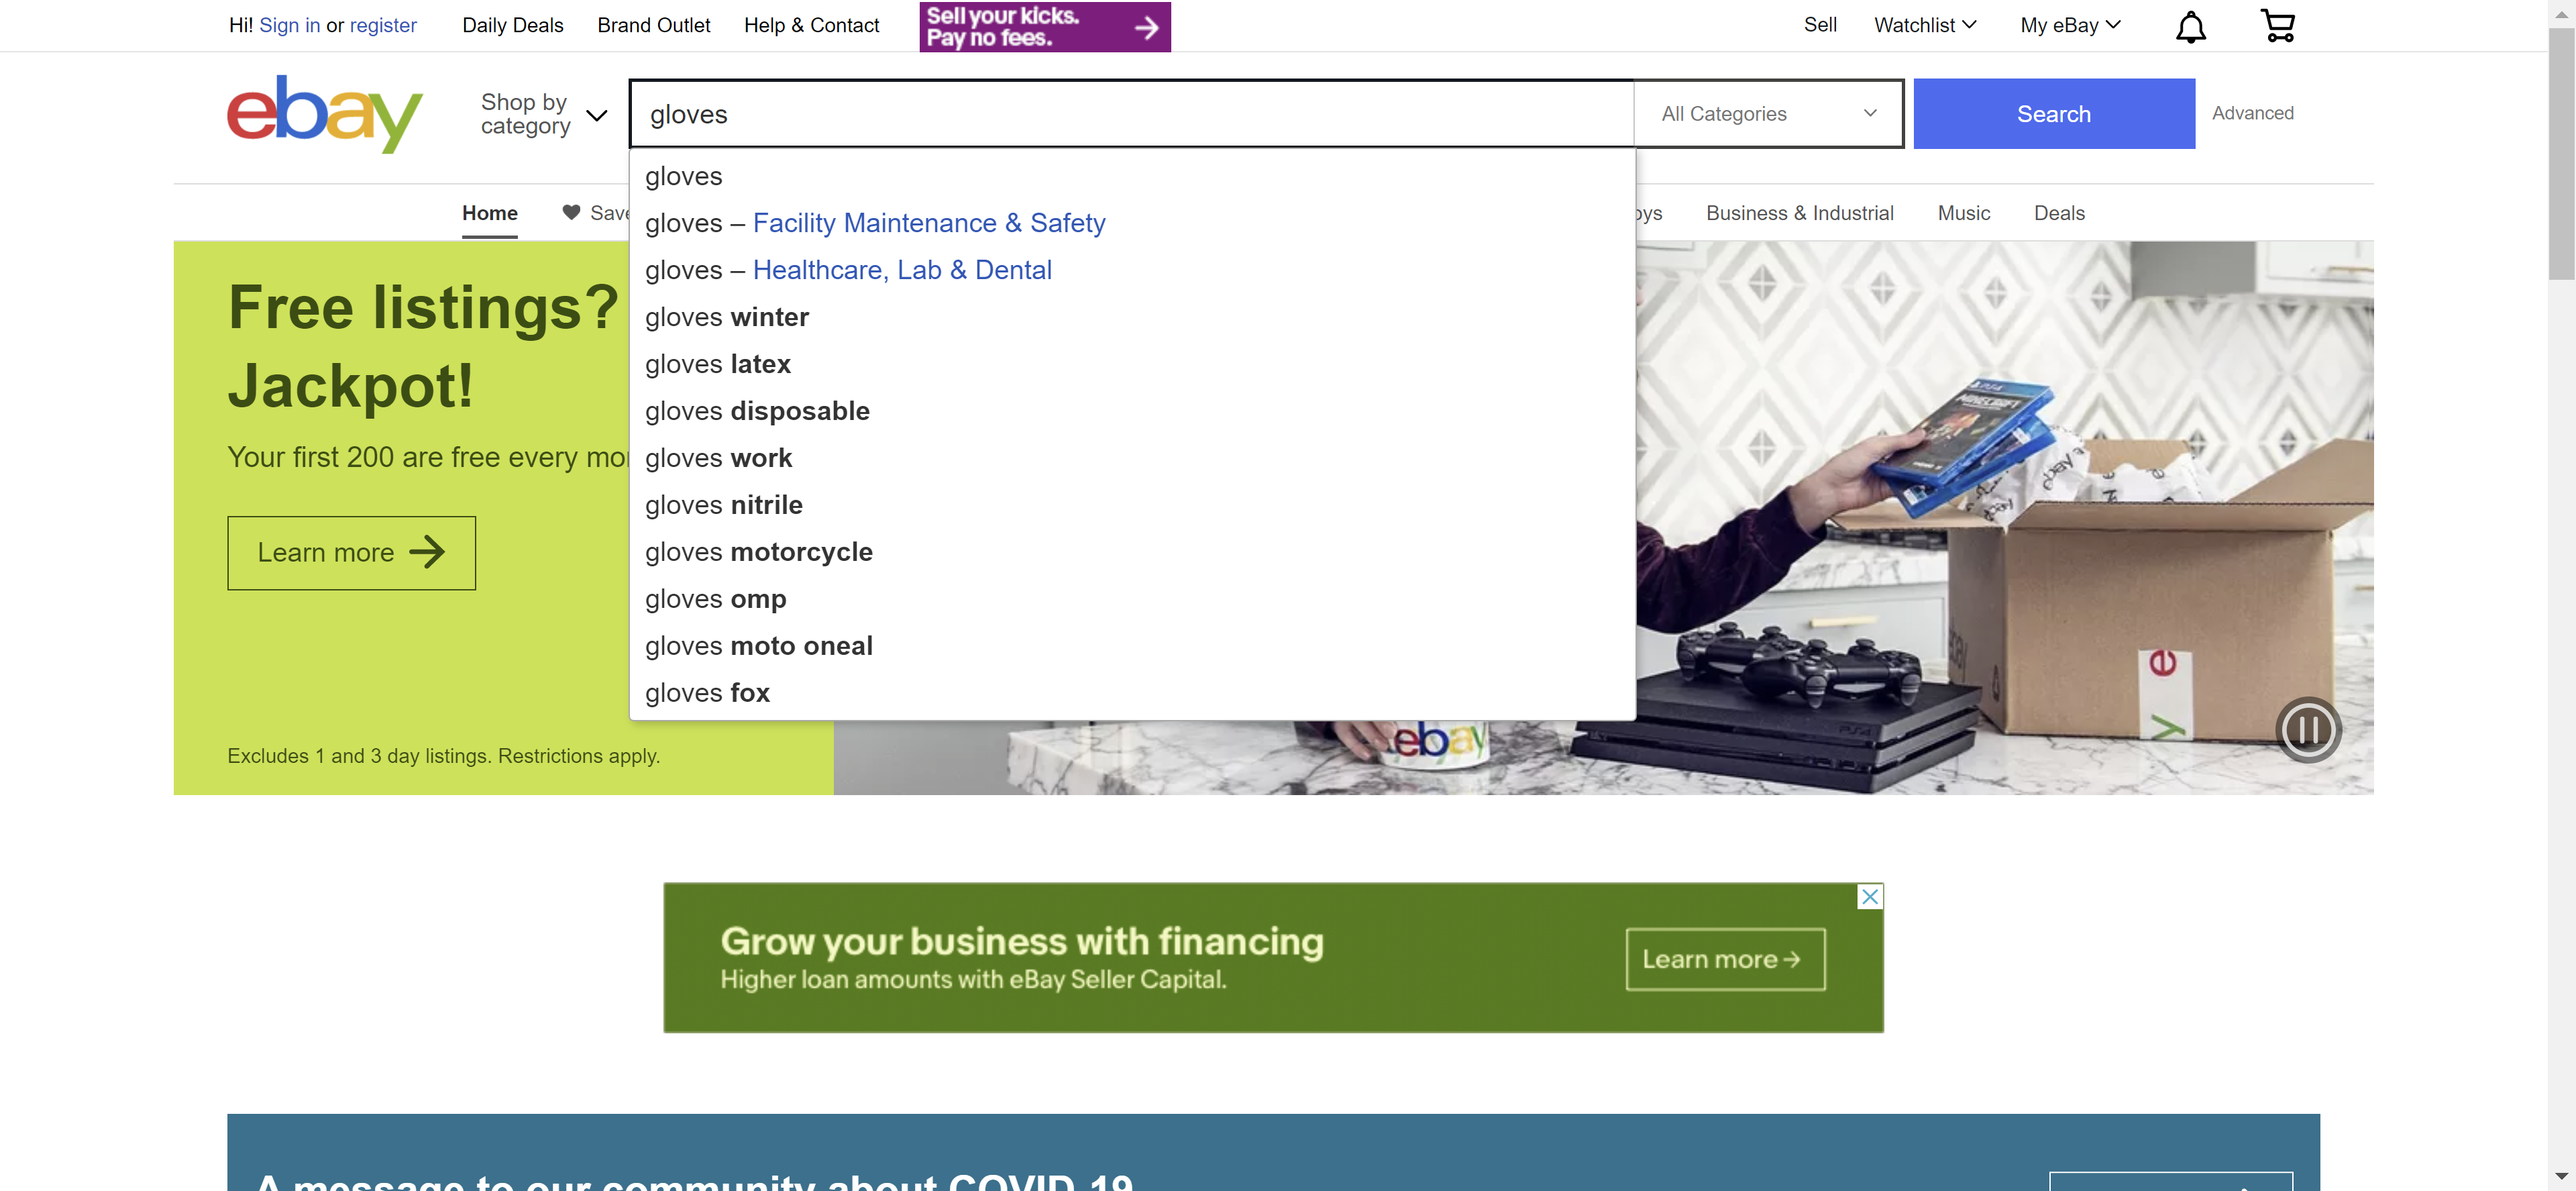 Hi! Sign in or register
Daily Deals
Brand Outlet
Help & Contact
Sell your kicks.
Pay no fees.
Sell
Watchlist
My eBay
ebay
Shop by
category
gloves
All Categories
Search
Advanced
Home
Save
Business & Industrial
Music
Deals
gloves
gloves – Facility Maintenance & Safety
gloves – Healthcare, Lab & Dental
gloves winter
gloves latex
gloves disposable
gloves work
gloves nitrile
gloves motorcycle
gloves omp
gloves moto oneal
gloves fox
Free listings?
Jackpot!
Your first 200 are free every
Learn more
Excludes 1 and 3 day listings. Restrictions apply.
MINECRAFT
ebay
ebay
Grow your business with financing
Higher loan amounts with eBay Seller Capital.
Learn more
A message to our community about COVID-19